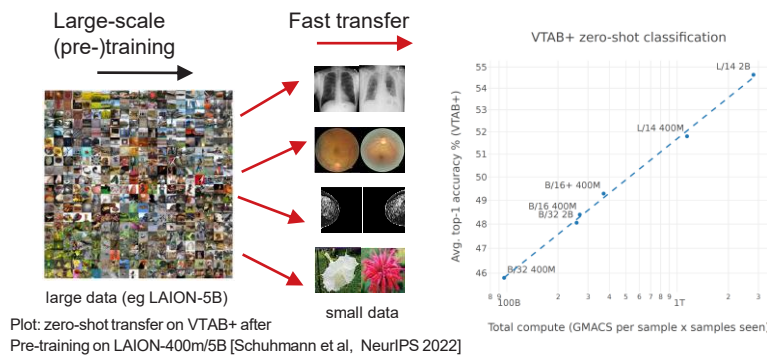 Large-scale
(pre-)training
Fast transfer
large data (eg LAION-5B)
small data
Plot: zero-shot transfer on VTAB+ after
Pre-training on LAION-400m/5B [Schuhmann et al, NeurIPS 2022]
VTAB+ zero-shot classification
Avg. top-1 accuracy % (VTAB+)
55
54
53
52
51
50
49
48
47
46
L/14 2B
L/14 400M
B/16+ 400M
B/16 400M
B/32 2B
B/32 400M
8 9 100B 2 3 4 5 6 7 8 9 1T 2 3
Total compute (GMACS per sample x samples seen)